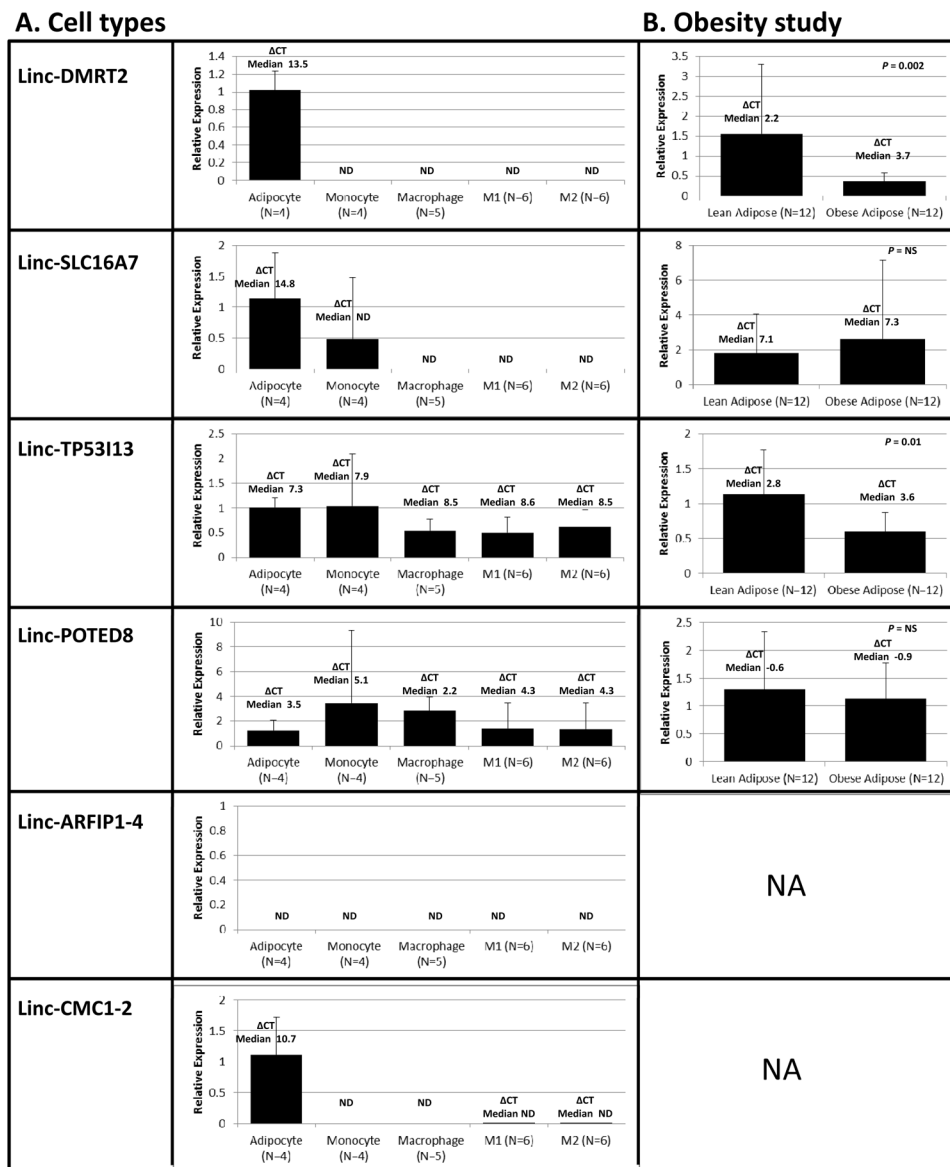 A. Cell types
B. Obesity study
Linc-DMRT2
Relative Expression
1.4
1.2
1
0.8
0.6
0.4
0.2
0
ΔCT
Median 13.5
ND
ND
ND
ND
Adipocyte
(N=4)
Monocyte
(N=4)
Macrophage
(N=5)
M1 (N=6)
M2 (N=6)
Relative Expression
3.5
3
2.5
2
1.5
1
0.5
0
P = 0.002
ΔCT
Median 2.2
ΔCT
Median 3.7
Lean Adipose (N=12)
Obese Adipose (N=12)
Linc-SLC16A7
Relative Expression
2
1.5
1
0.5
0
ΔCT
Median 14.8
ΔCT
Median ND
ND
ND
ND
Adipocyte
(N=4)
Monocyte
(N=4)
Macrophage
(N=5)
M1 (N=6)
M2 (N=6)
Relative Expression
8
6
4
2
0
P = NS
ΔCT
Median 7.1
ΔCT
Median 7.3
Lean Adipose (N=12)
Obese Adipose (N=12)
Linc-TP53I13
Relative Expression
2.5
2
1.5
1
0.5
0
ΔCT
Median 7.3
ΔCT
Median 7.9
ΔCT
Median 8.5
ΔCT
Median 8.6
ΔCT
Median 8.5
Adipocyte
(N=4)
Monocyte
(N=4)
Macrophage
(N=5)
M1 (N=6)
M2 (N=6)
Relative Expression
2
1.5
1
0.5
0
P = 0.01
ΔCT
Median 2.8
ΔCT
Median 3.6
Lean Adipose (N=12)
Obese Adipose (N=12)
Linc-POTED8
Relative Expression
10
8
6
4
2
0
ΔCT
Median 3.5
ΔCT
Median 5.1
ΔCT
Median 2.2
ΔCT
Median 4.3
ΔCT
Median 4.3
Adipocyte
(N=4)
Monocyte
(N=4)
Macrophage
(N=5)
M1 (N=6)
M2 (N=6)
Relative Expression
2.5
2
1.5
1
0.5
0
P = NS
ΔCT
Median -0.6
ΔCT
Median -0.9
Lean Adipose (N=12)
Obese Adipose (N=12)
Linc-ARFIP1-4
Relative Expression
1
0.8
0.6
0.4
0.2
0
ND
ND
ND
ND
ND
Adipocyte
(N=4)
Monocyte
(N=4)
Macrophage
(N=5)
M1 (N=6)
M2 (N=6)
NA
Linc-CMC1-2
Relative Expression
2
1.5
1
0.5
0
ΔCT
Median 10.7
ND
ND
ΔCT
Median ND
ΔCT
Median ND
Adipocyte
(N=4)
Monocyte
(N=4)
Macrophage
(N=5)
M1 (N=6)
M2 (N=6)
NA